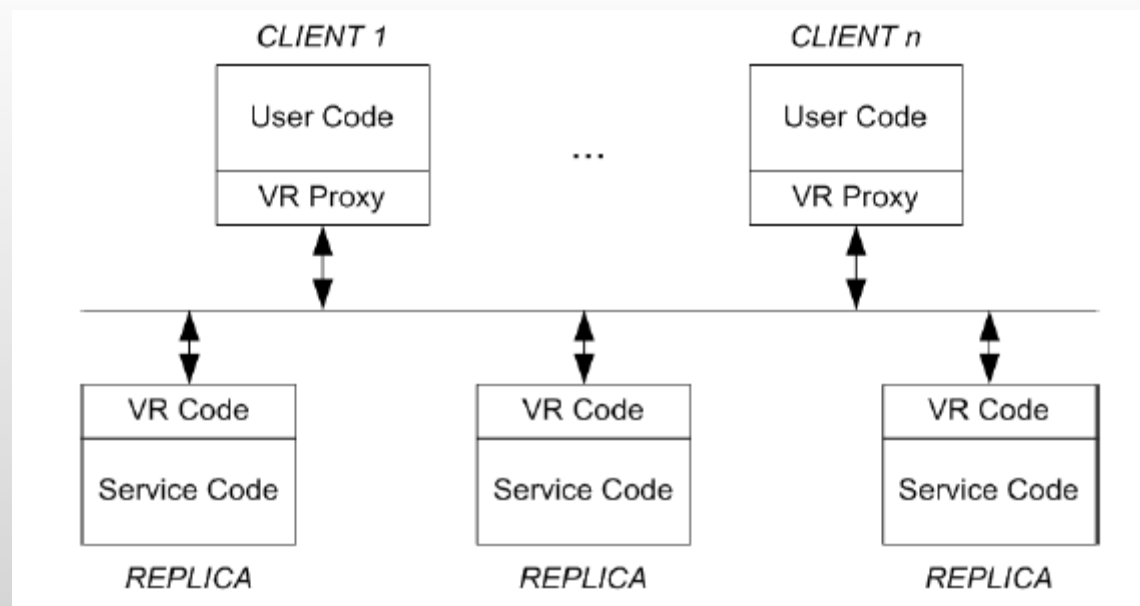 CLIENT 1
CLIENT n
User Code
User Code
...
VR Proxy
VR Proxy
VR Code
VR Code
VR Code
Service Code
Service Code
Service Code
REPLICA
REPLICA
REPLICA